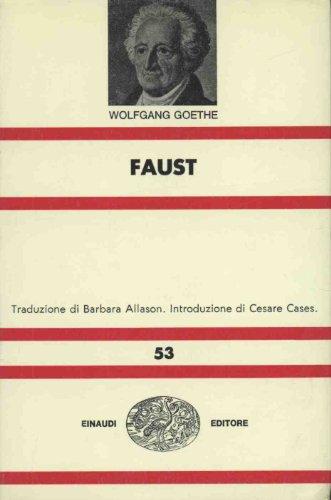 WOLFGANG GOETHE
FAUST
Traduzione di Barbara Allason. Introduzione di Cesare Cases.
53
EINAUDI EDITORE